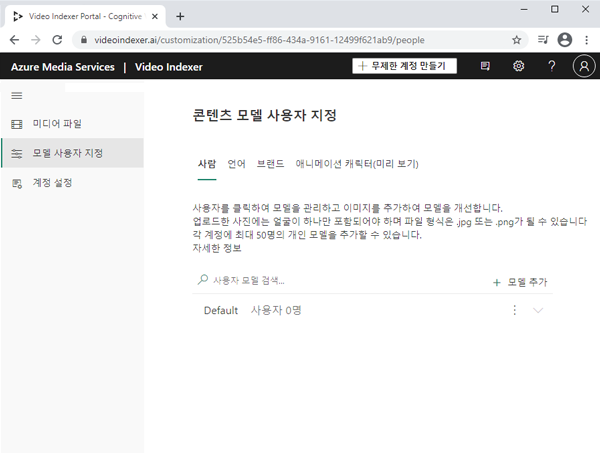 Video Indexer Portal - Cognitive
videoindexer.ai/customization/525b54e5-ff86-434a-9161-12499f621ab9/people
Azure Media Services | Video Indexer
+ 무제한 계정 만들기
?
미디어 파일
모델 사용자 지정
계정 설정
콘텐츠 모델 사용자 지정
사람 언어 브랜드 애니메이션 캐릭터(미리 보기)
사용자를 클릭하여 모델을 관리하고 이미지를 추가하여 모델을 개선합니다.
업로드한 사진에는 얼굴이 하나만 포함되어야 하며 파일 형식은 .jpg 또는 .png가 될 수 있습니다
각 계정에 최대 50명의 개인 모델을 추가할 수 있습니다.
자세한 정보
사용자 모델 검색...
+ 모델 추가
Default 사용자 0명